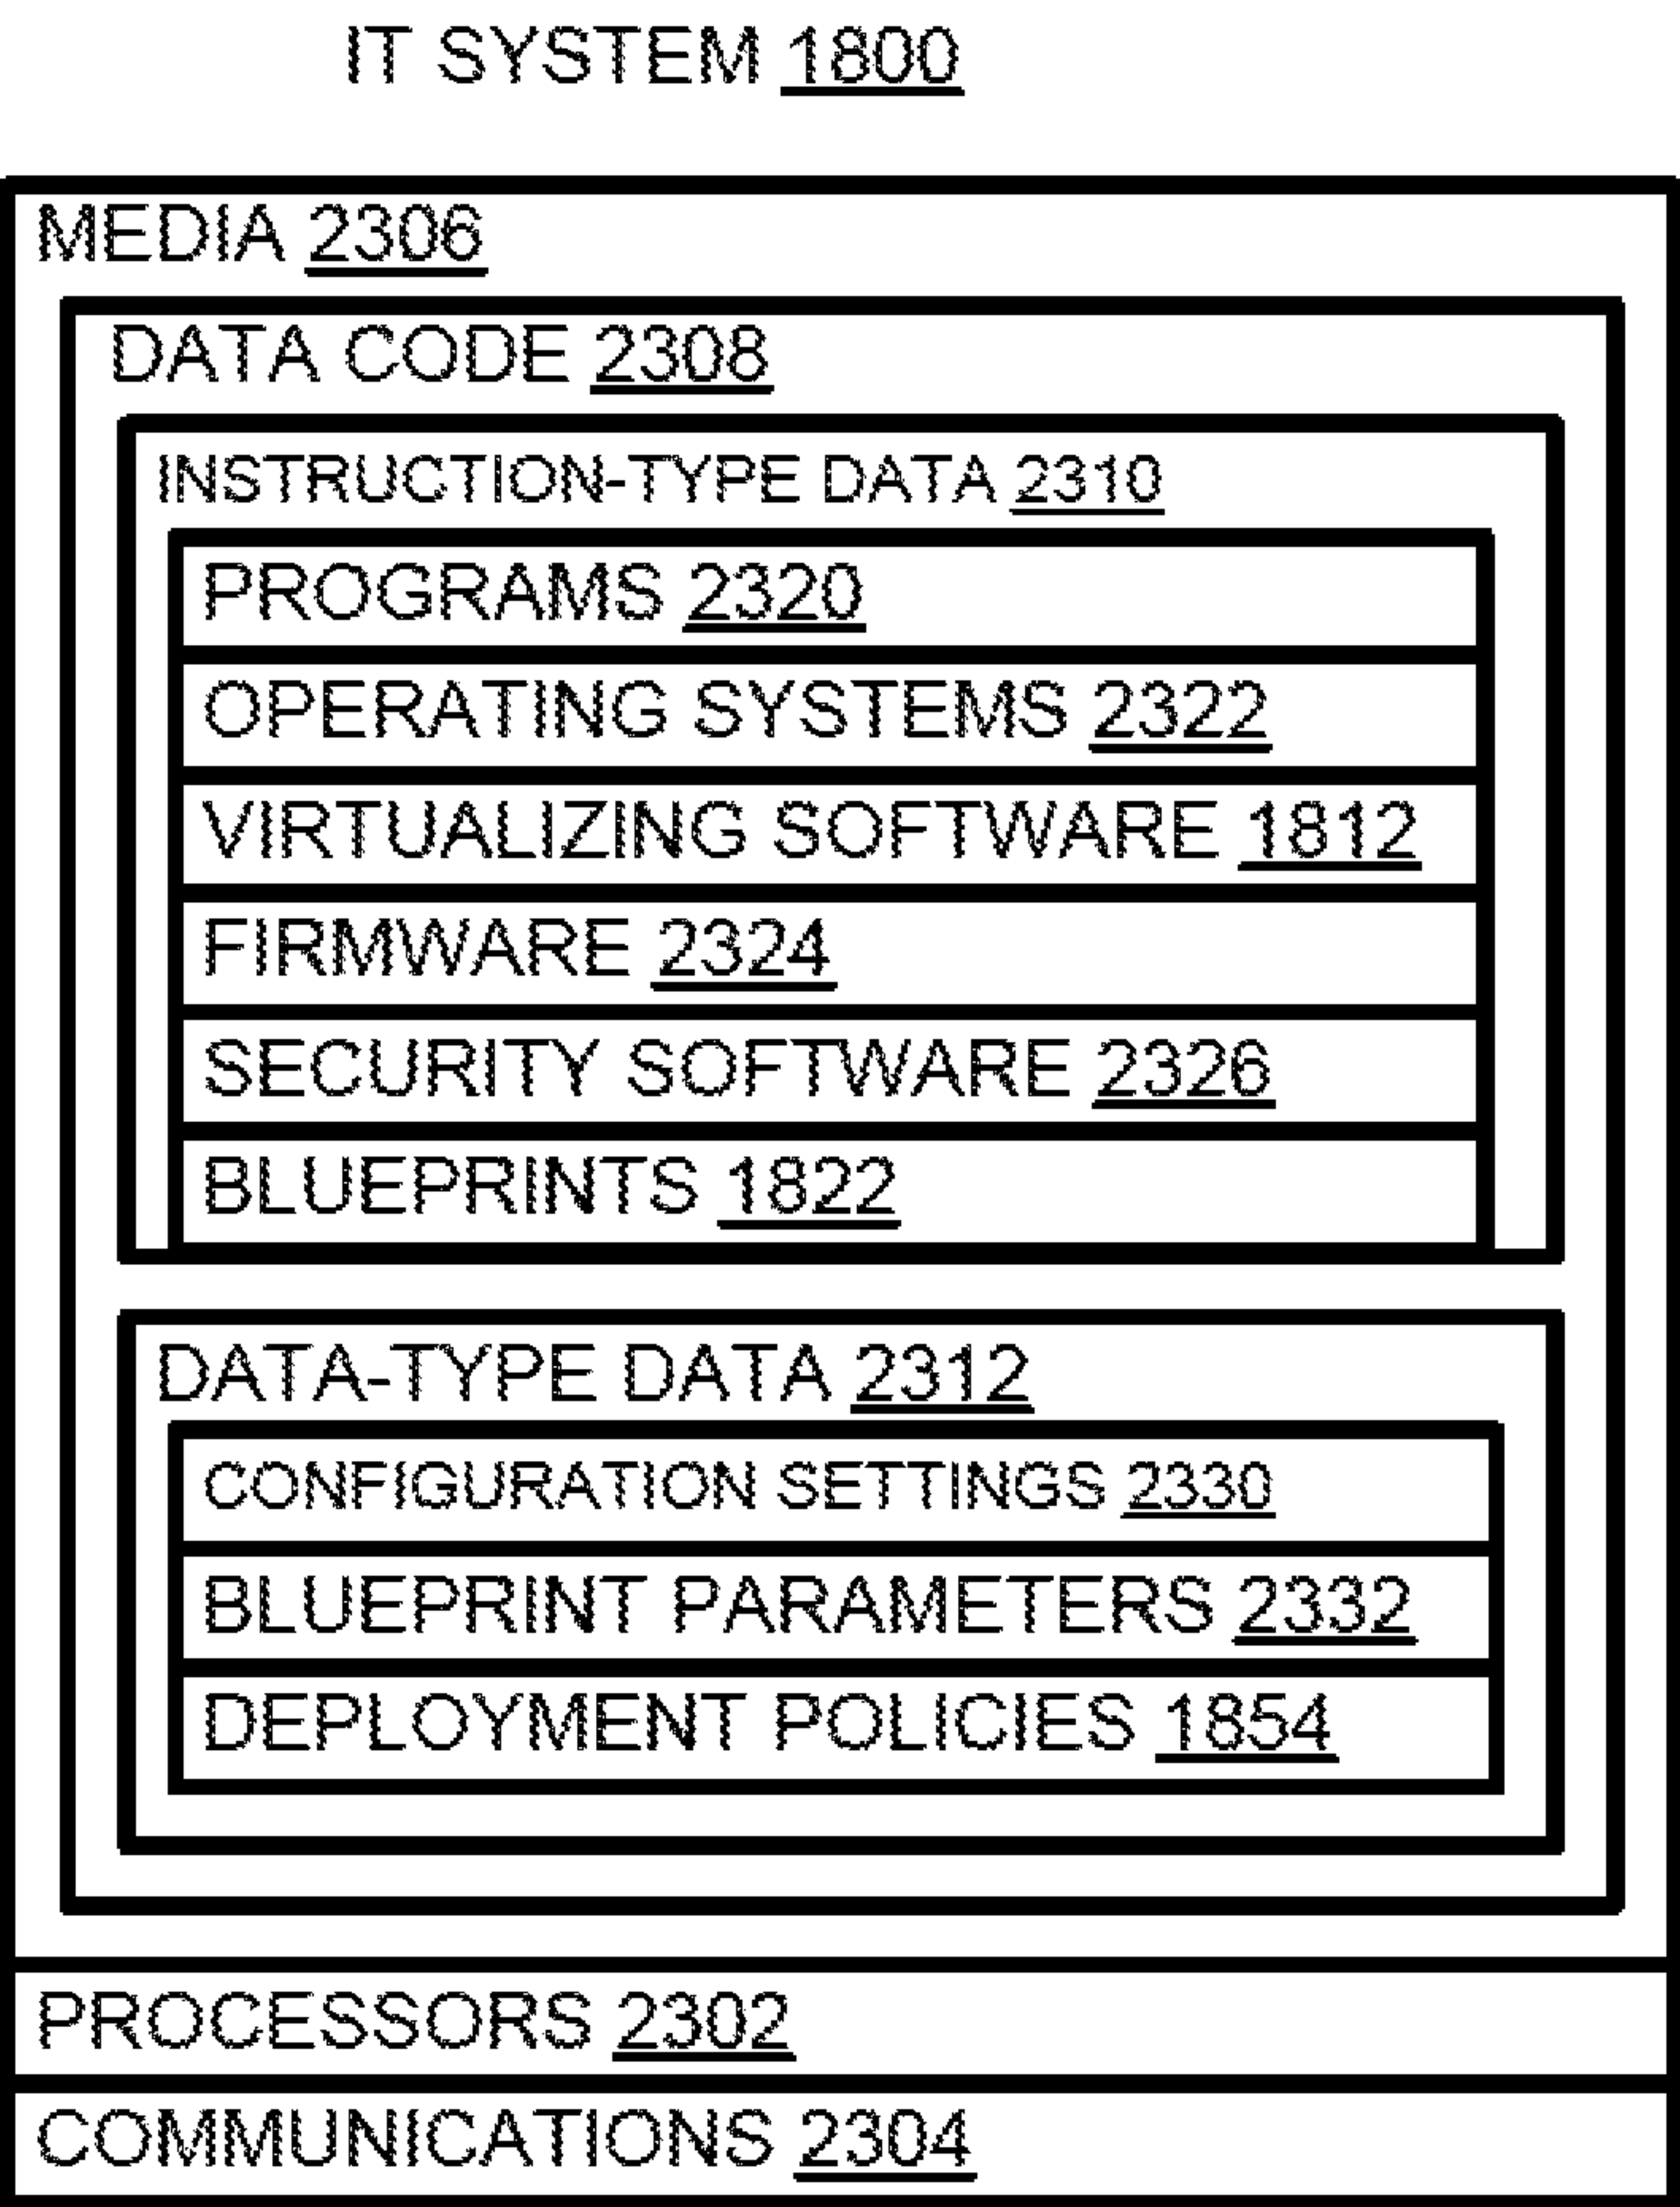 IT SYSTEM 1800
MEDIA 2306
DATA CODE 2308
INSTRUCTION-TYPE DATA 2310
PROGRAMS 2320
OPERATING SYSTEMS 2322
VIRTUALIZING SOFTWARE 1812
FIRMWARE 2324
SECURITY SOFTWARE 2326
BLUEPRINTS 1822
DATA-TYPE DATA 2312
CONFIGURATION SETTINGS 2330
BLUEPRINT PARAMETERS 2332
DEPLOYMENT POLICIES 1854
PROCESSORS 2302
COMMUNICATIONS 2304